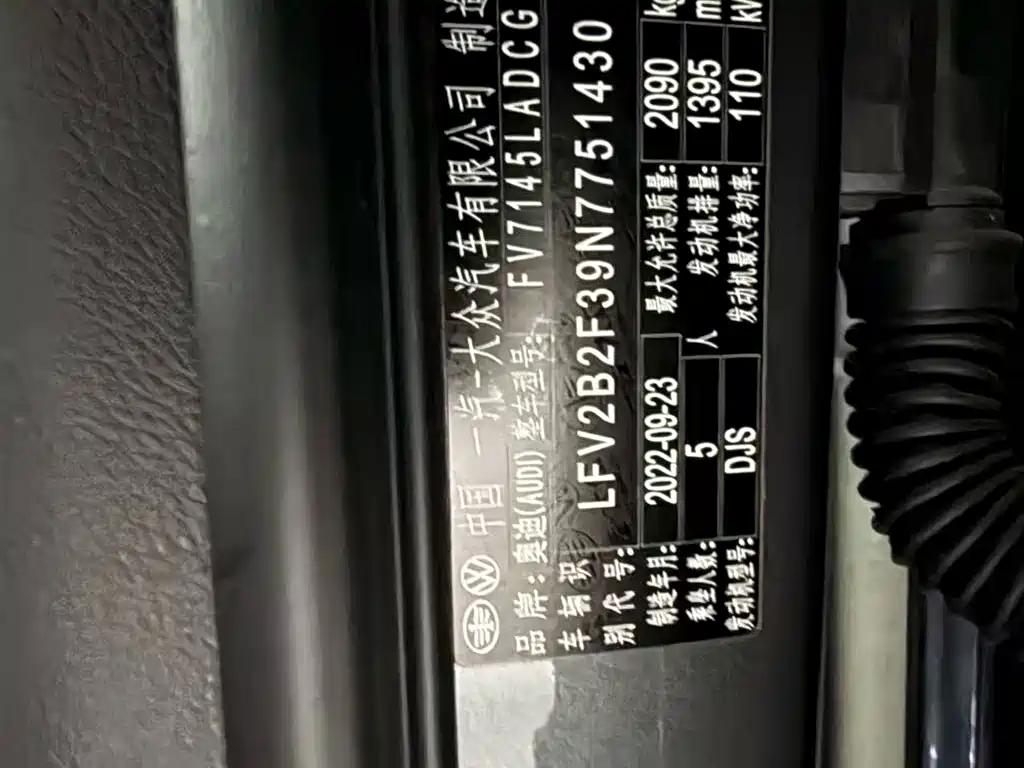 中国 一汽-大众汽车有限公司 制造
品牌:奥迪(AUDI) 整车型号: FV7145LADCG
车辆识别代号: LFV2B2F39N7751430
制造年月: 2022-09-23 最大允许总质量: 2090 kg
乘坐人数: 5 人 发动机排量: 1395 m
发动机型号: DJS 发动机最大净功率: 110 kW